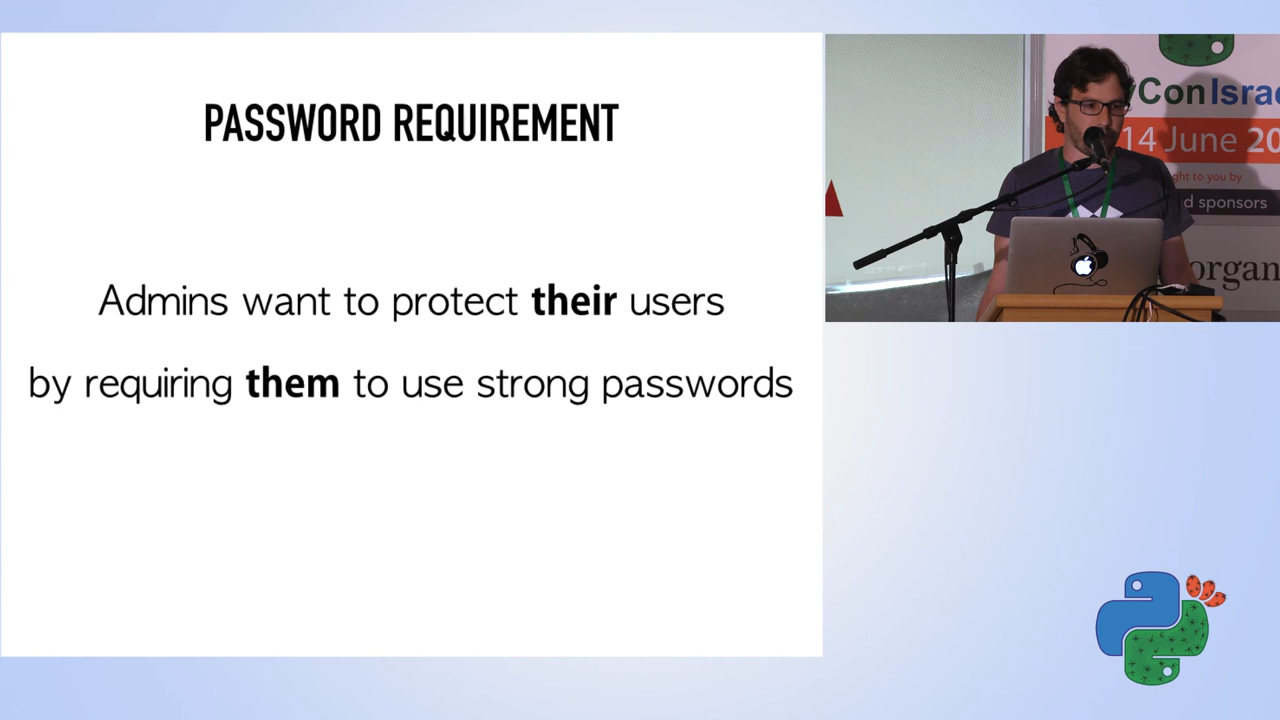 PASSWORD REQUIREMENT
Admins want to protect their users
by requiring them to use strong passwords
yCon Israe
14 June 20
ght to you by
d sponsors
organ